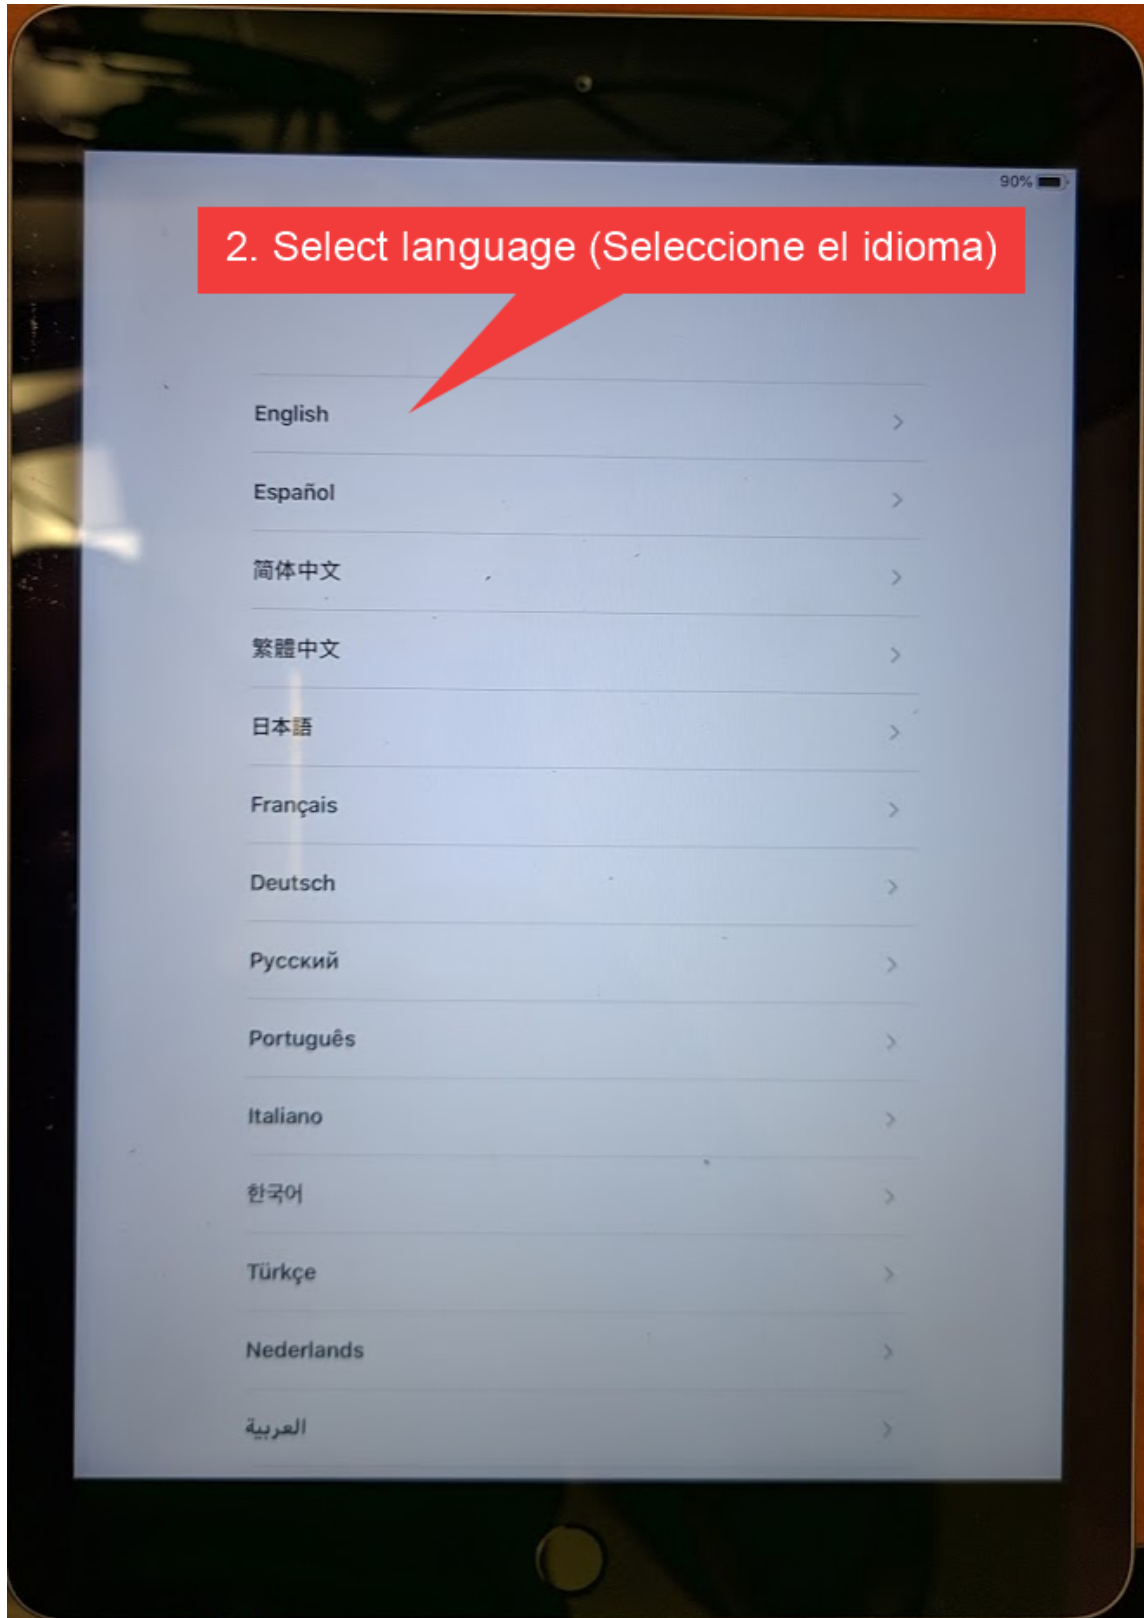 90%
2. Select language (Seleccione el idioma)
English
Español
简体中文
繁體中文
日本語
Français
Deutsch
Русский
Português
Italiano
한국어
Türkçe
Nederlands
العربية